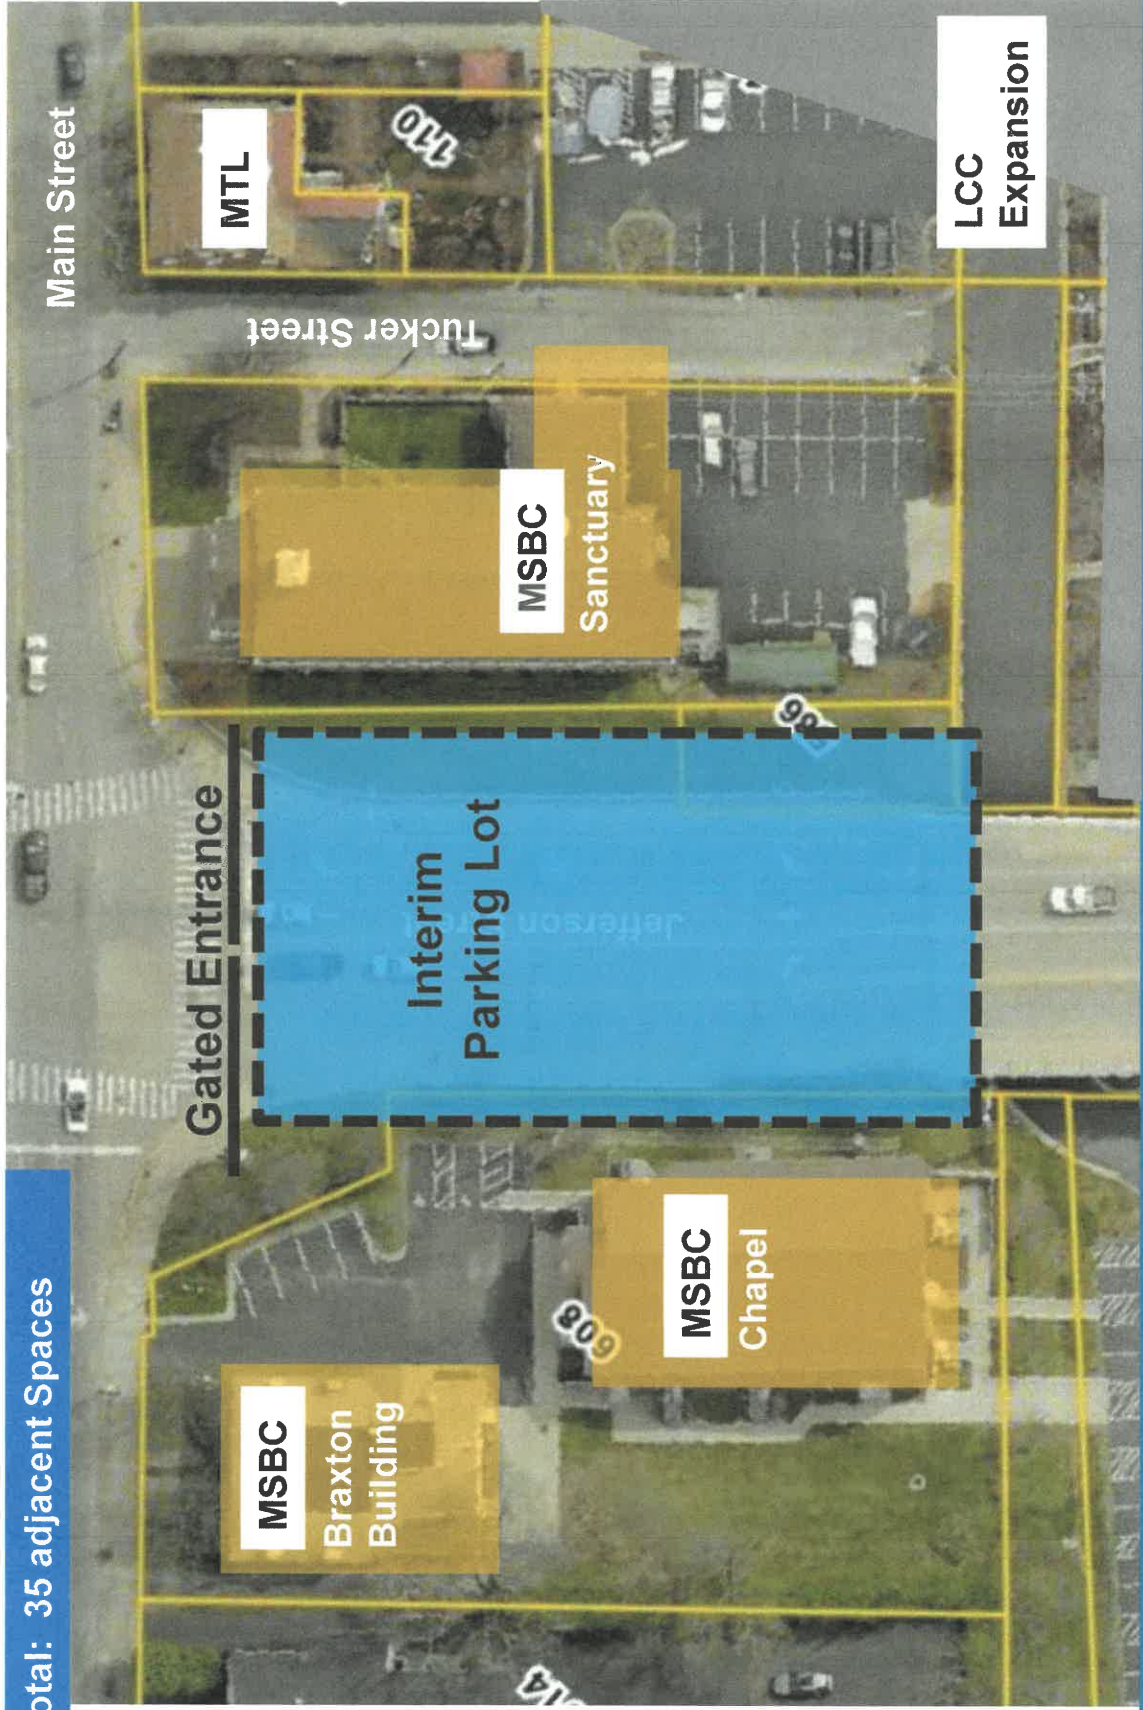 otal: 35 adjacent Spaces
Main Street
Gated Entrance
MTL
Tucker Street
110
MSBC
Braxton
Building
Interim
Parking Lot
Jefferson Street
MSBC
Sanctuary
608
MSBC
Chapel
LCC
Expansion